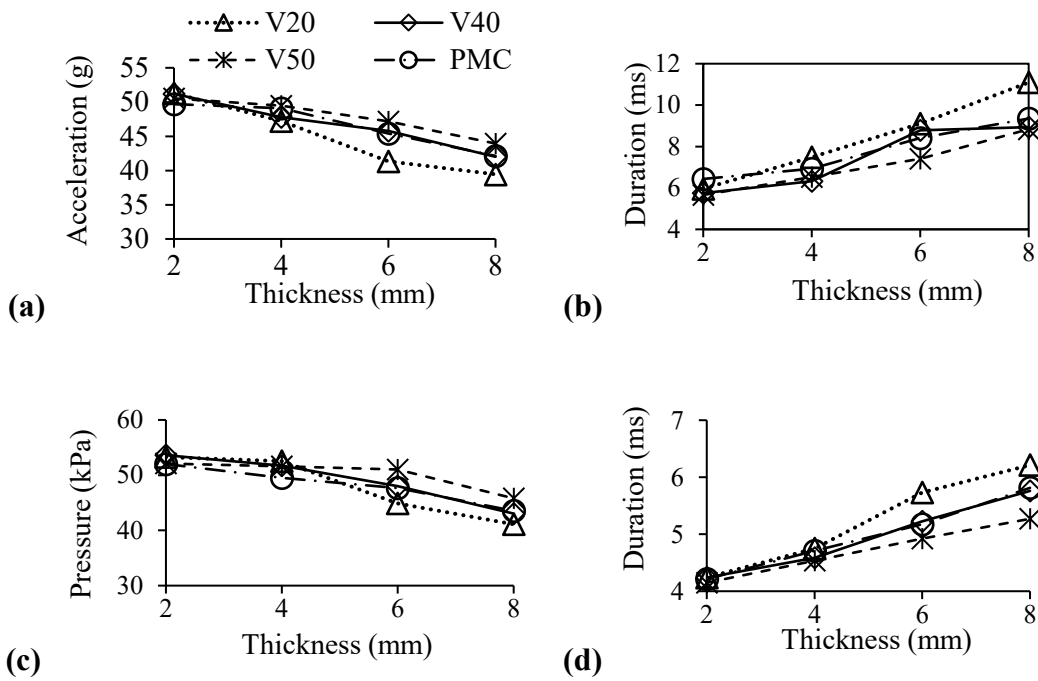 V20 V40
V50 PMC
Acceleration (g)
55
50
45
40
35
30
2 4 6 8
Thickness (mm)
(a)
Duration (ms)
12
10
8
6
4
2 4 6 8
Thickness (mm)
(b)
Pressure (kPa)
60
50
40
30
2 4 6 8
Thickness (mm)
(c)
Duration (ms)
7
6
5
4
2 4 6 8
Thickness (mm)
(d)